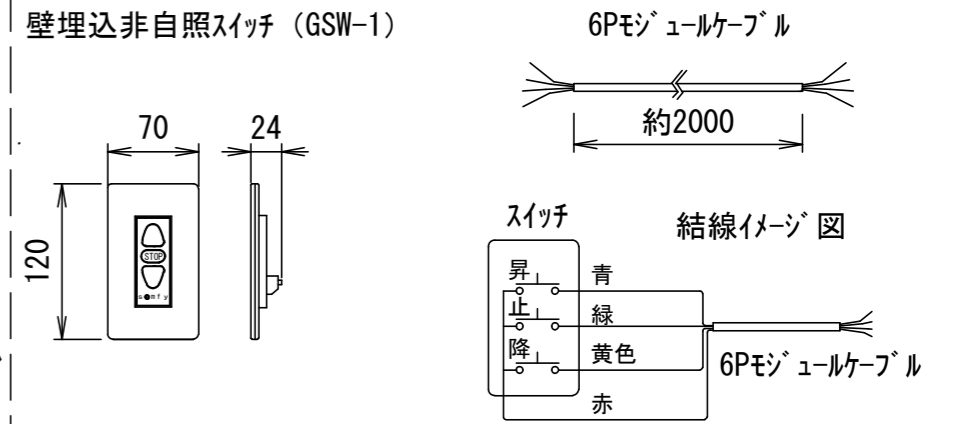 壁埋込非自照ｽｲｯﾁ (GSW-1)
6Pﾓｼﾞｭｰﾙｹｰﾌﾞﾙ
約2000
70
24
120
STOP
somfy
ｽｲｯﾁ
結線ｲﾒｰｼﾞ図
昇
青
止
緑
降
黄色
6Pﾓｼﾞｭｰﾙｹｰﾌﾞﾙ
赤